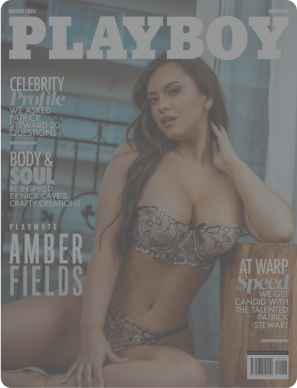 MARCH 2025
PLAYBOY
CELEBRITY
Profile
WE ASKED
PATRICK
STEWARD 20
QUESTIONS
BODY &
SOUL
BE INSPIRED
BY NICK CAVE'S
CRAFTY CREATIONS
PLAYMATE
AMBER
FIELDS
AT WARP
Speed
WE GET
CANDID WITH
THE TALENTED
PATRICK
STEWART